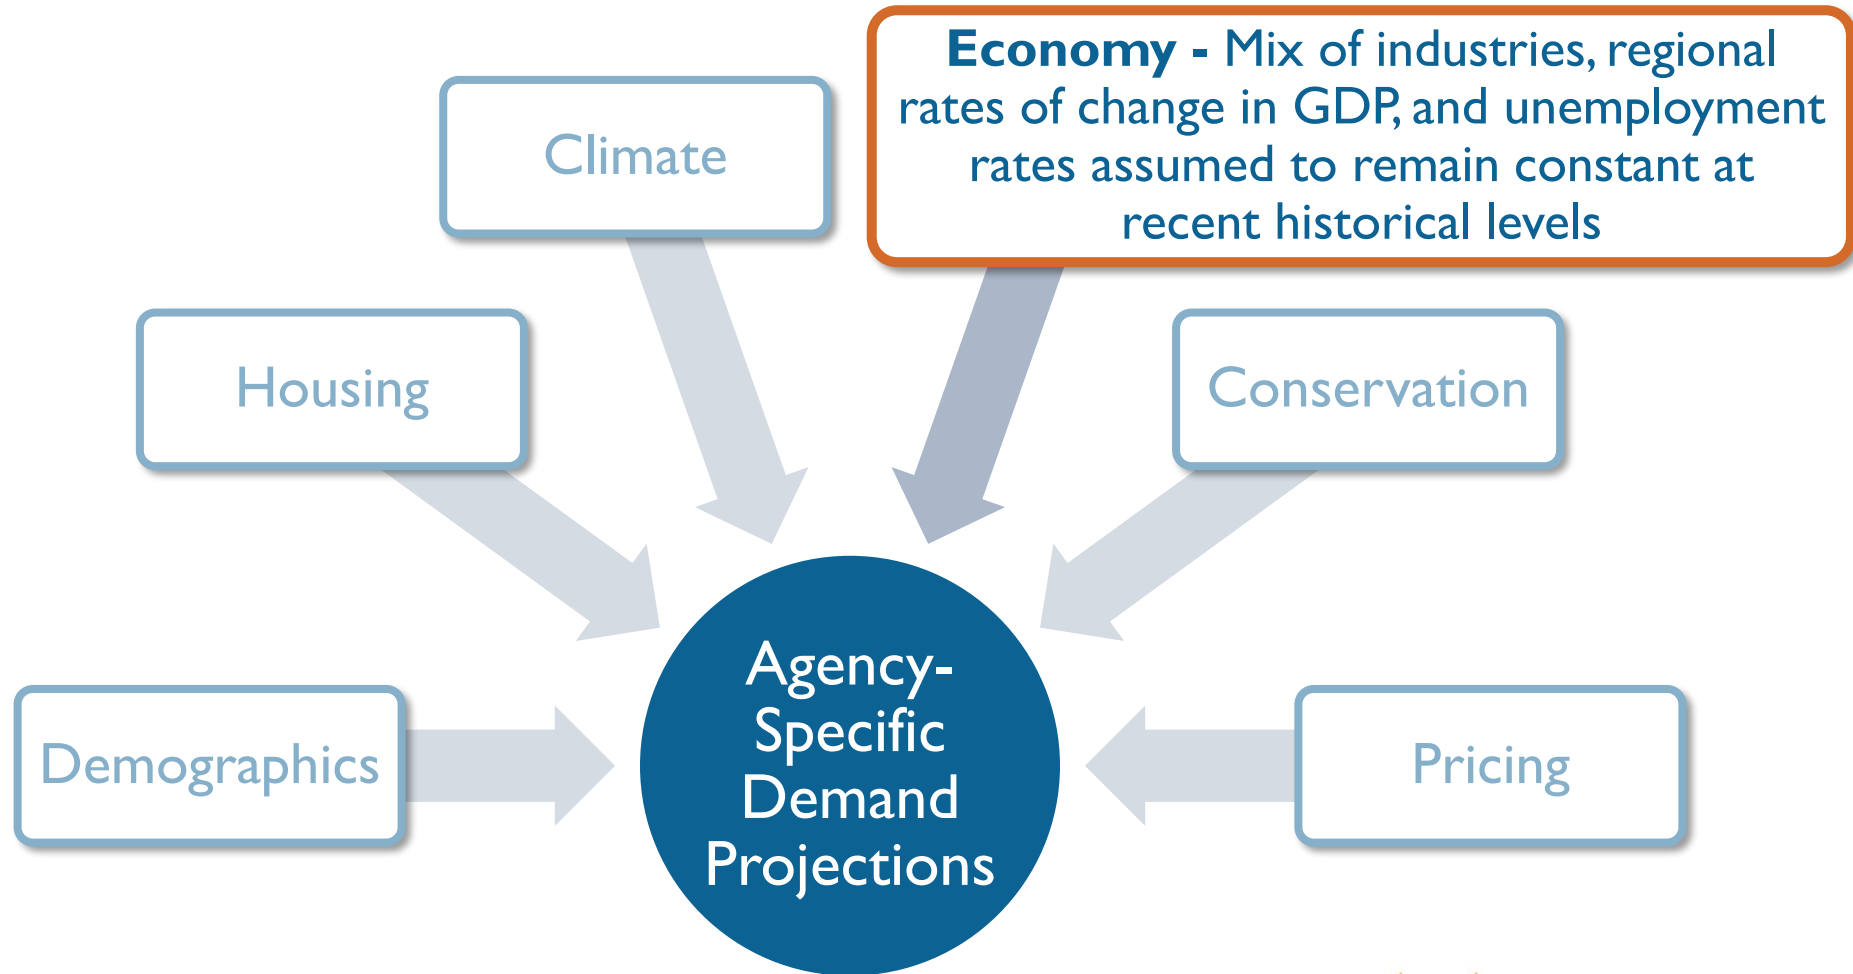 Economy - Mix of industries, regional
rates of change in GDP, and unemployment
rates assumed to remain constant at
recent historical levels
Climate
Housing
Conservation
Demographics
Agency-
Specific
Demand
Projections
Pricing